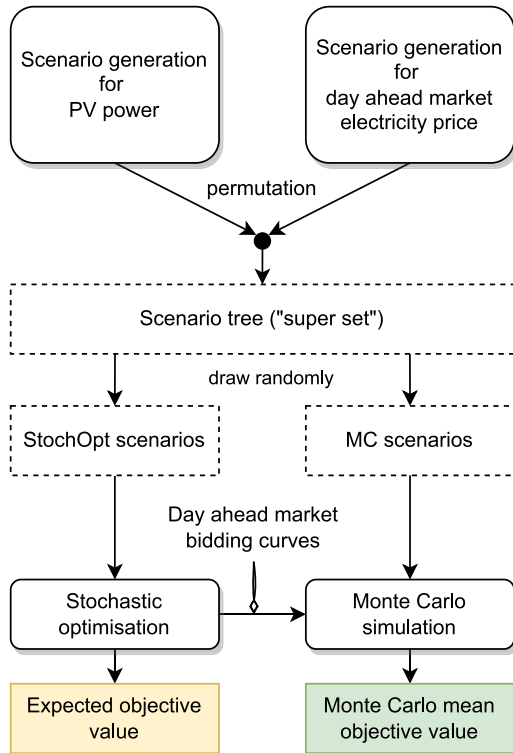 Scenario generation
for
PV power
Scenario generation
for
day ahead market
electricity price
permutation
Scenario tree ("super set")
draw randomly
StochOpt scenarios
MC scenarios
Day ahead market
bidding curves
Stochastic
optimisation
Monte Carlo
simulation
Expected objective
value
Monte Carlo mean
objective value